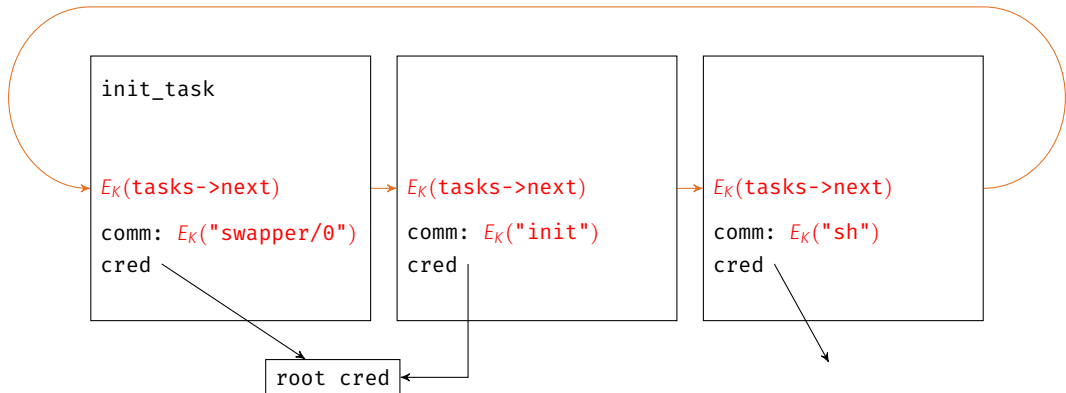 init_task
E_K(tasks->next) E_K(tasks->next) E_K(tasks->next)
comm: E_K("swapper/0") comm: E_K("init") comm: E_K("sh")
cred cred cred
root cred